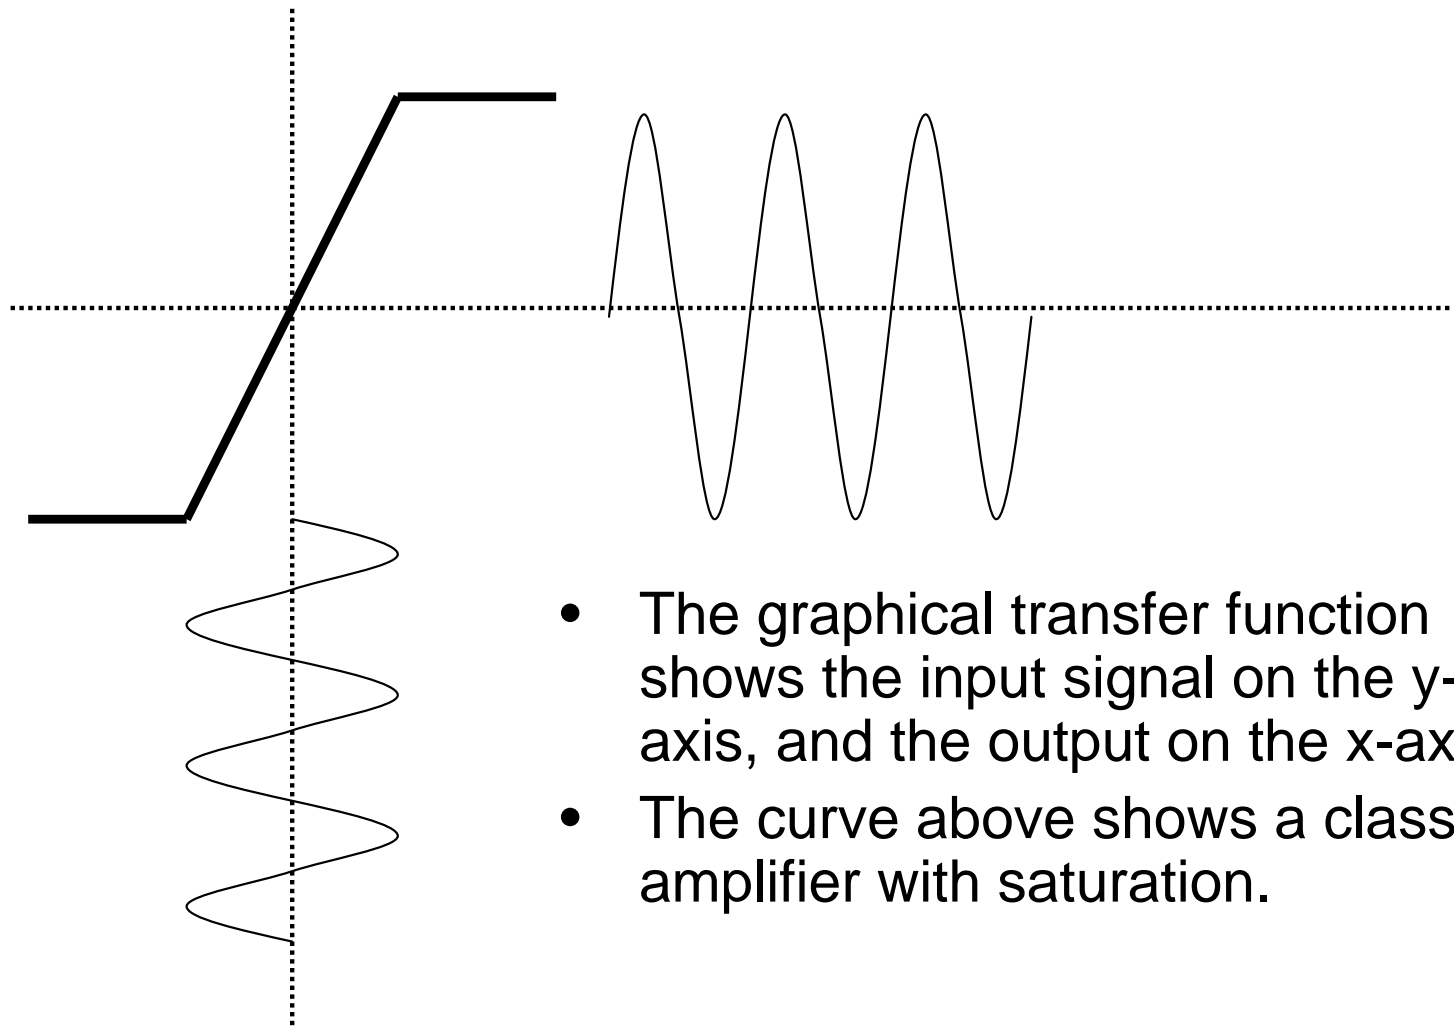 • The graphical transfer function
shows the input signal on the y-
axis, and the output on the x-ax
• The curve above shows a class
amplifier with saturation.